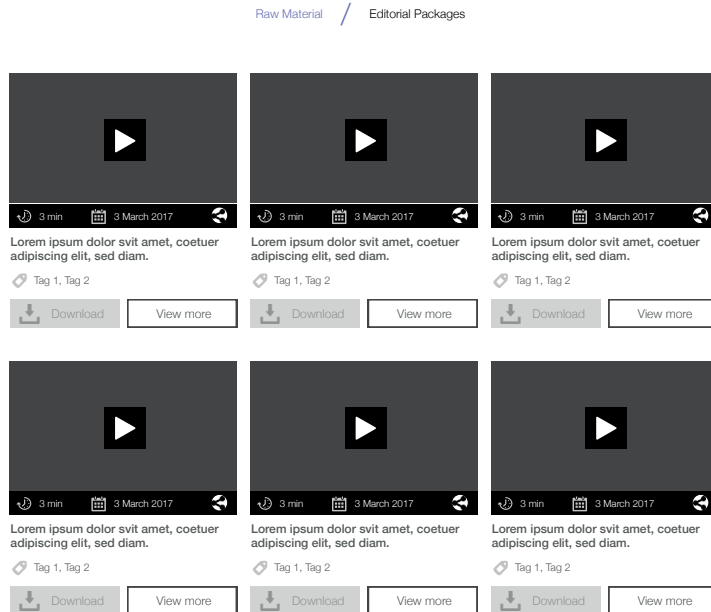 Raw Material / Editorial Packages
3 min 3 March 2017
Lorem ipsum dolor svit amet, coetuer
adipiscing elit, sed diam.
Tag 1, Tag 2
Download View more
3 min 3 March 2017
Lorem ipsum dolor svit amet, coetuer
adipiscing elit, sed diam.
Tag 1, Tag 2
Download View more
3 min 3 March 2017
Lorem ipsum dolor svit amet, coetuer
adipiscing elit, sed diam.
Tag 1, Tag 2
Download View more
3 min 3 March 2017
Lorem ipsum dolor svit amet, coetuer
adipiscing elit, sed diam.
Tag 1, Tag 2
Download View more
3 min 3 March 2017
Lorem ipsum dolor svit amet, coetuer
adipiscing elit, sed diam.
Tag 1, Tag 2
Download View more
3 min 3 March 2017
Lorem ipsum dolor svit amet, coetuer
adipiscing elit, sed diam.
Tag 1, Tag 2
Download View more